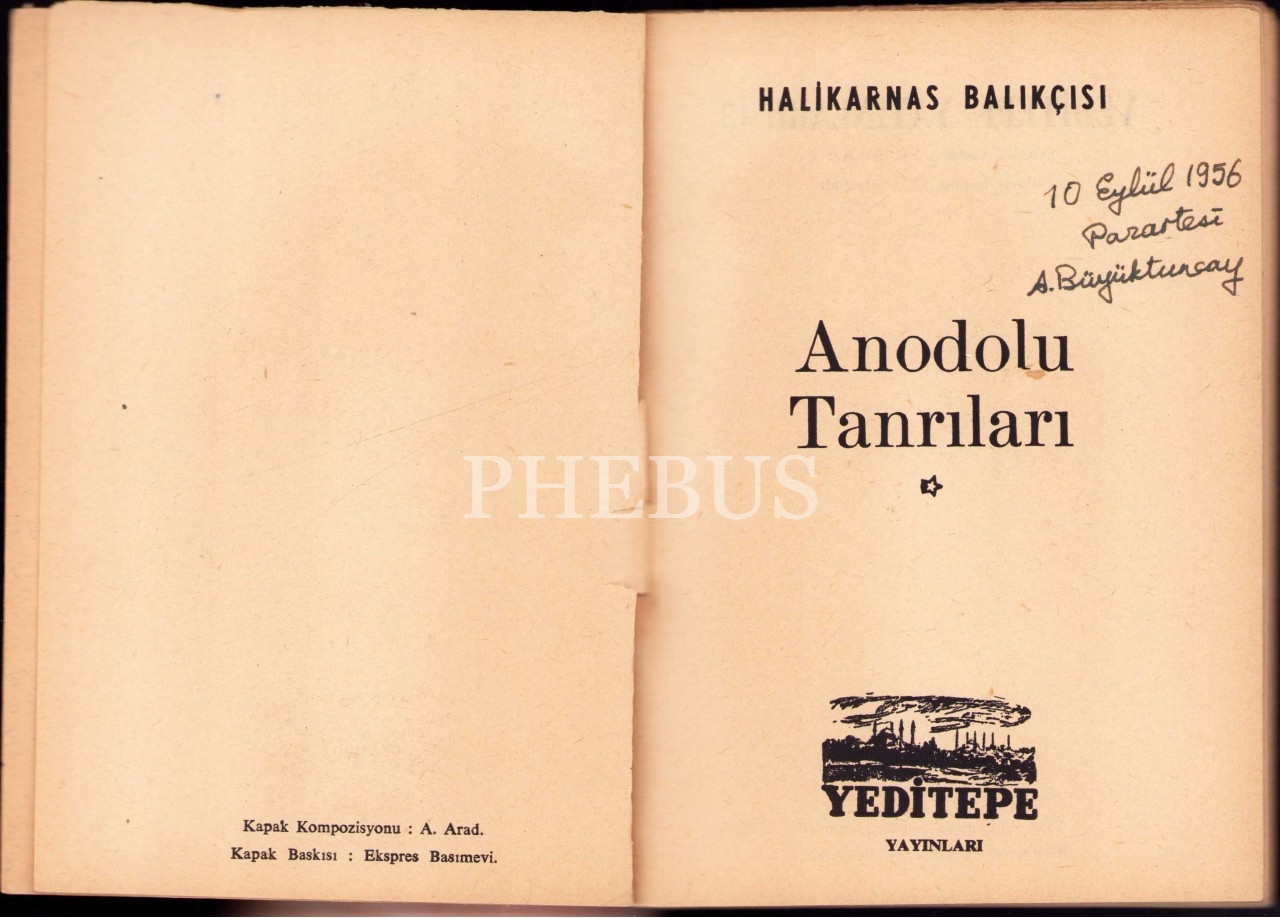 Kapak Kompozisyonu : A. Arad.
Kapak Baskısı : Ekspres Basımevi.
HALİKARNAS BALIKÇISI
10 Eylül 1956
Pazartesi
A. Büyüktuncay
Anodolu
Tanrıları
PHEBUS
YEDİTEPE
YAYINLARI